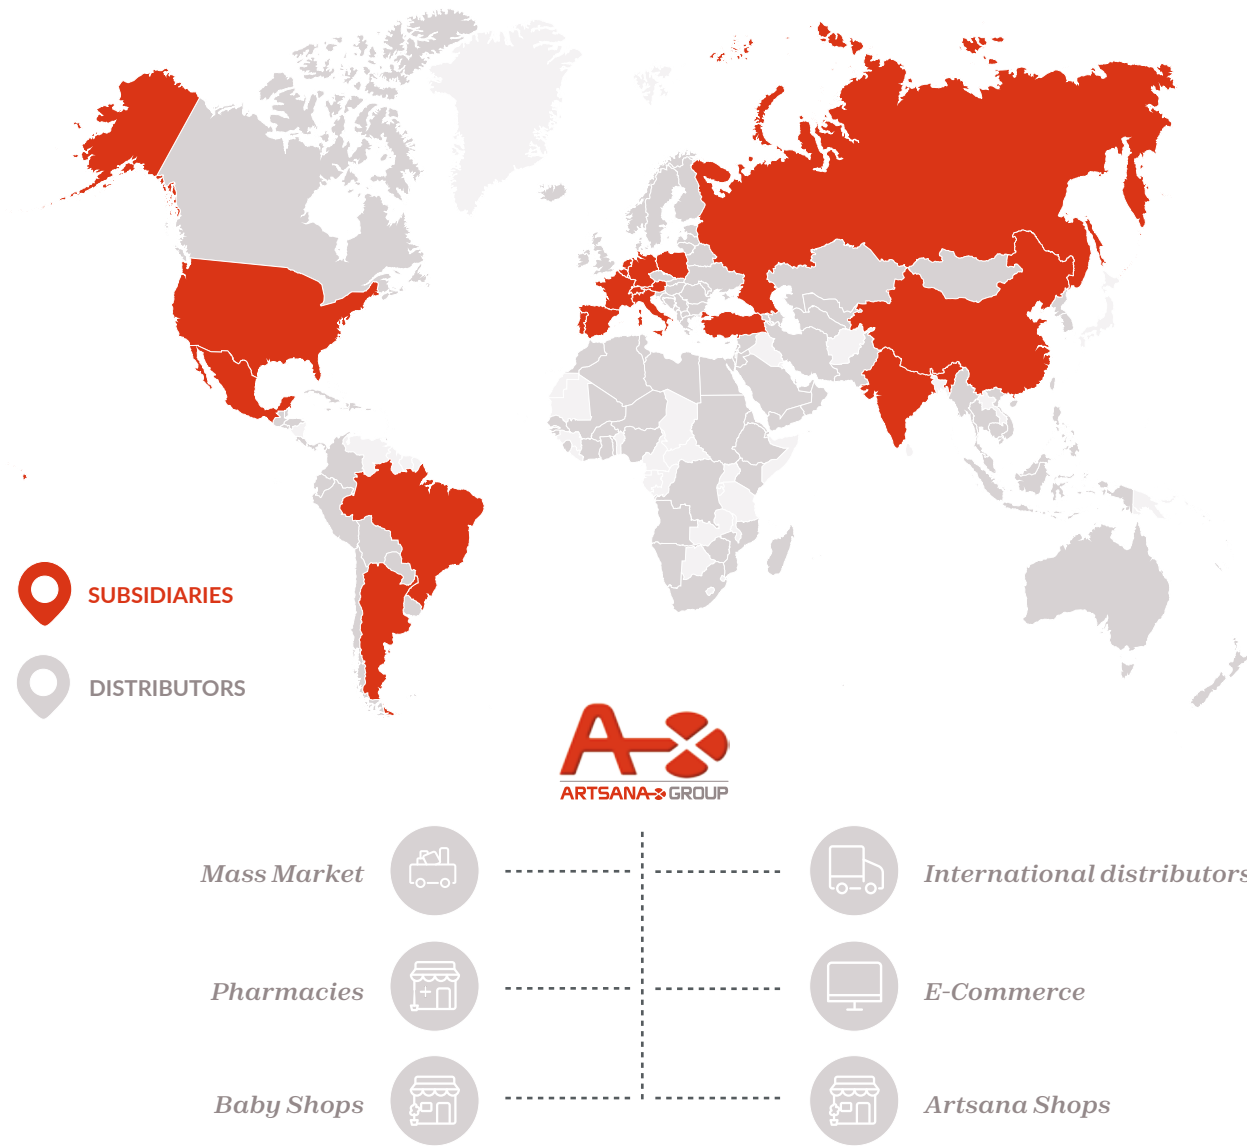 SUBSIDIARIES
DISTRIBUTORS
A
ARTSANA GROUP
Mass Market
International distributors
Pharmacies
E-Commerce
Baby Shops
Artsana Shops